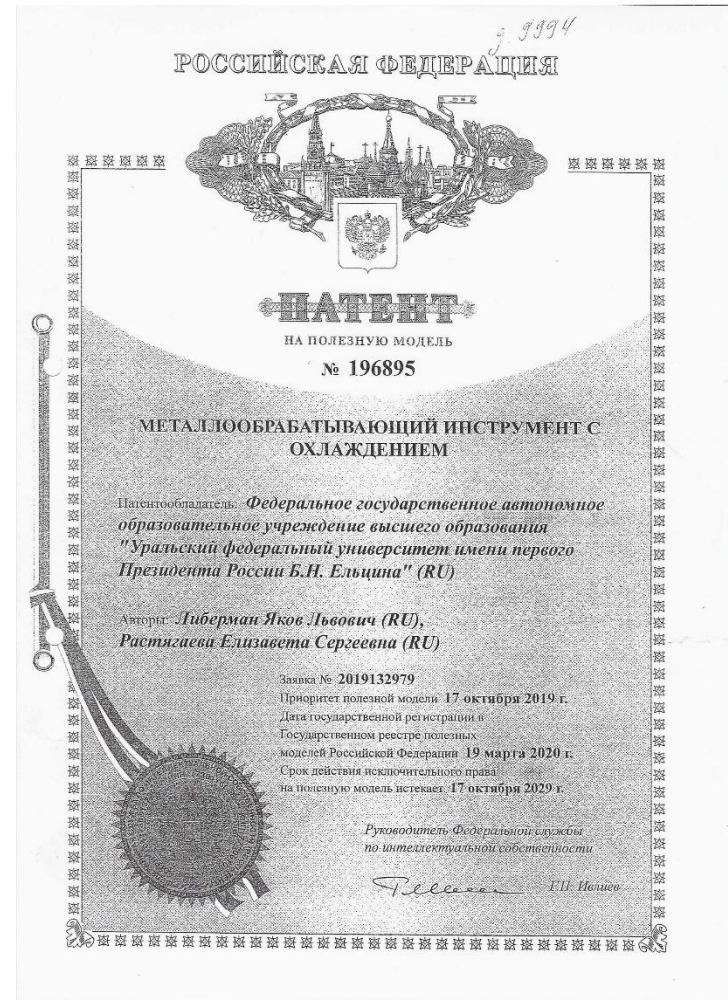 9994
РОССИЙСКАЯ ФЕДЕРАЦИЯ
ПАТЕНТ
НА ПОЛЕЗНУЮ МОДЕЛЬ
№ 196895
МЕТАЛЛООБРАБАТЫВАЮЩИЙ ИНСТРУМЕНТ С
ОХЛАЖДЕНИЕМ
Патентообладатель: Федеральное государственное автономное
образовательное учреждение высшего образования
"Уральский федеральный университет имени первого
Президента России Б.Н. Ельцина" (RU)
Авторы: Либерман Яков Львович (RU),
Растягаева Елизавета Сергеевна (RU)
Заявка № 2019132979
Приоритет полезной модели 17 октября 2019 г.
Дата государственной регистрации в
Государственном реестре полезных
моделей Российской Федерации 19 марта 2020 г.
Срок действия исключительного права
на полезную модель истекает 17 октября 2029 г.
Руководитель Федеральной службы
по интеллектуальной собственности
Г.П. Ивлиев